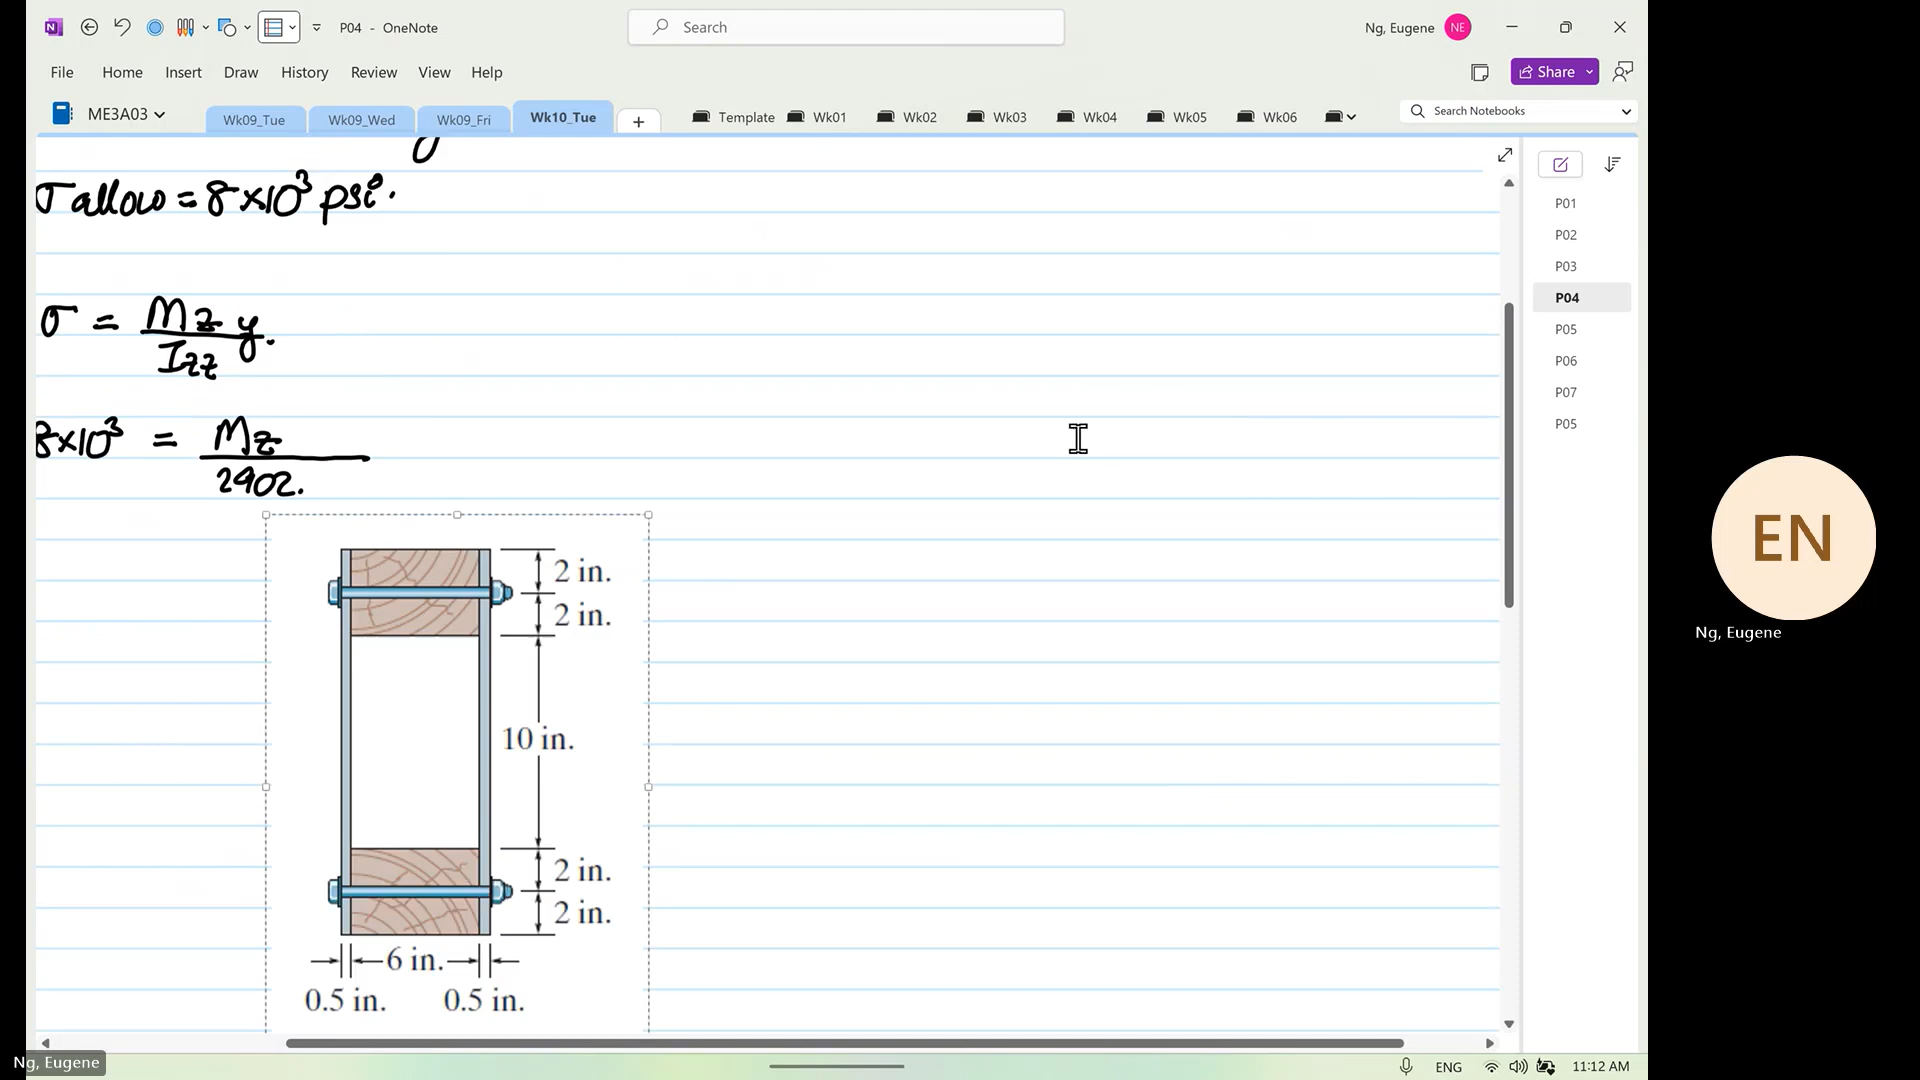 P04 - OneNote
Search
Ng, Eugene
NE
File Home Insert Draw History Review View Help
Share
ME3A03
Wk09_Tue Wk09_Wed Wk09_Fri Wk10_Tue + Template Wk01 Wk02 Wk03 Wk04 Wk05 Wk06
Search Notebooks
P01
P02
P03
P04
P05
P06
P07
P05
σ allow = 8×10³ psi.
σ = Mz y.
Izz
8×10³ = Mz
2902.
2 in.
2 in.
10 in.
2 in.
2 in.
6 in.
0.5 in. 0.5 in.
EN
Ng, Eugene
Ng, Eugene
ENG 11:12 AM